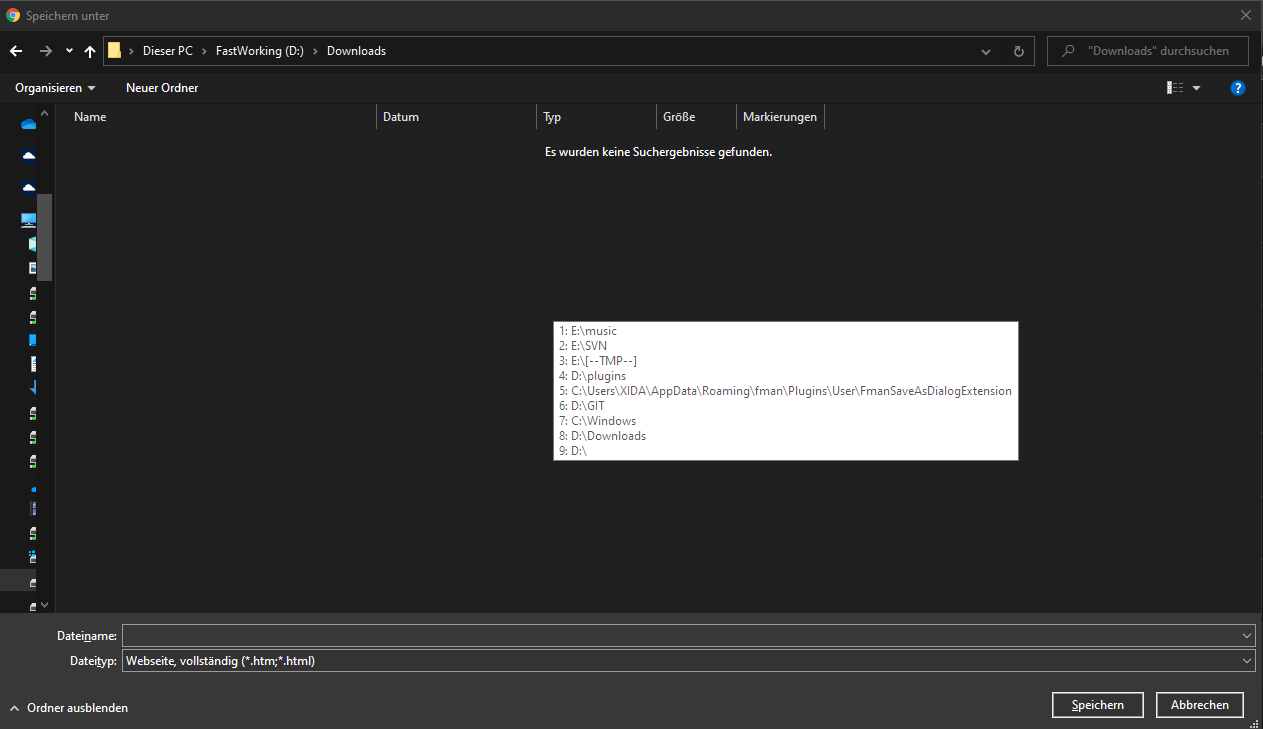 Speichern unter
Dieser PC > FastWorking (D:) > Downloads
"Downloads" durchsuchen
Organisieren
Neuer Ordner
?
Name
Datum
Typ
Größe
Markierungen
Es wurden keine Suchergebnisse gefunden.
1: E:\music
2: E:\SVN
3: E:\[--TMP--]
4: D:\plugins
5: C:\Users\XIDA\AppData\Roaming\fman\Plugins\User\FmanSaveAsDialogExtension
6: D:\GIT
7: C:\Windows
8: D:\Downloads
9: D:\
Dateiname:
Dateityp: Webseite, vollständig (*.htm;*.html)
Ordner ausblenden
Speichern
Abbrechen